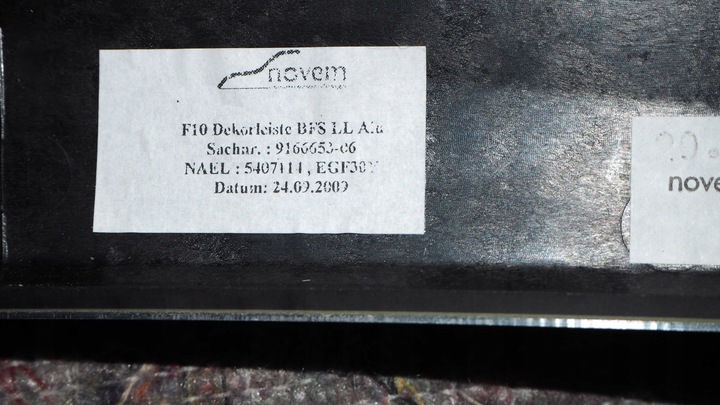 novem
F10 Dekorleiste BFS LL Alu
Sachnr. : 9166653-06
NAEL : 5407114 , EGF30Y
Datum: 24.09.2009
nove